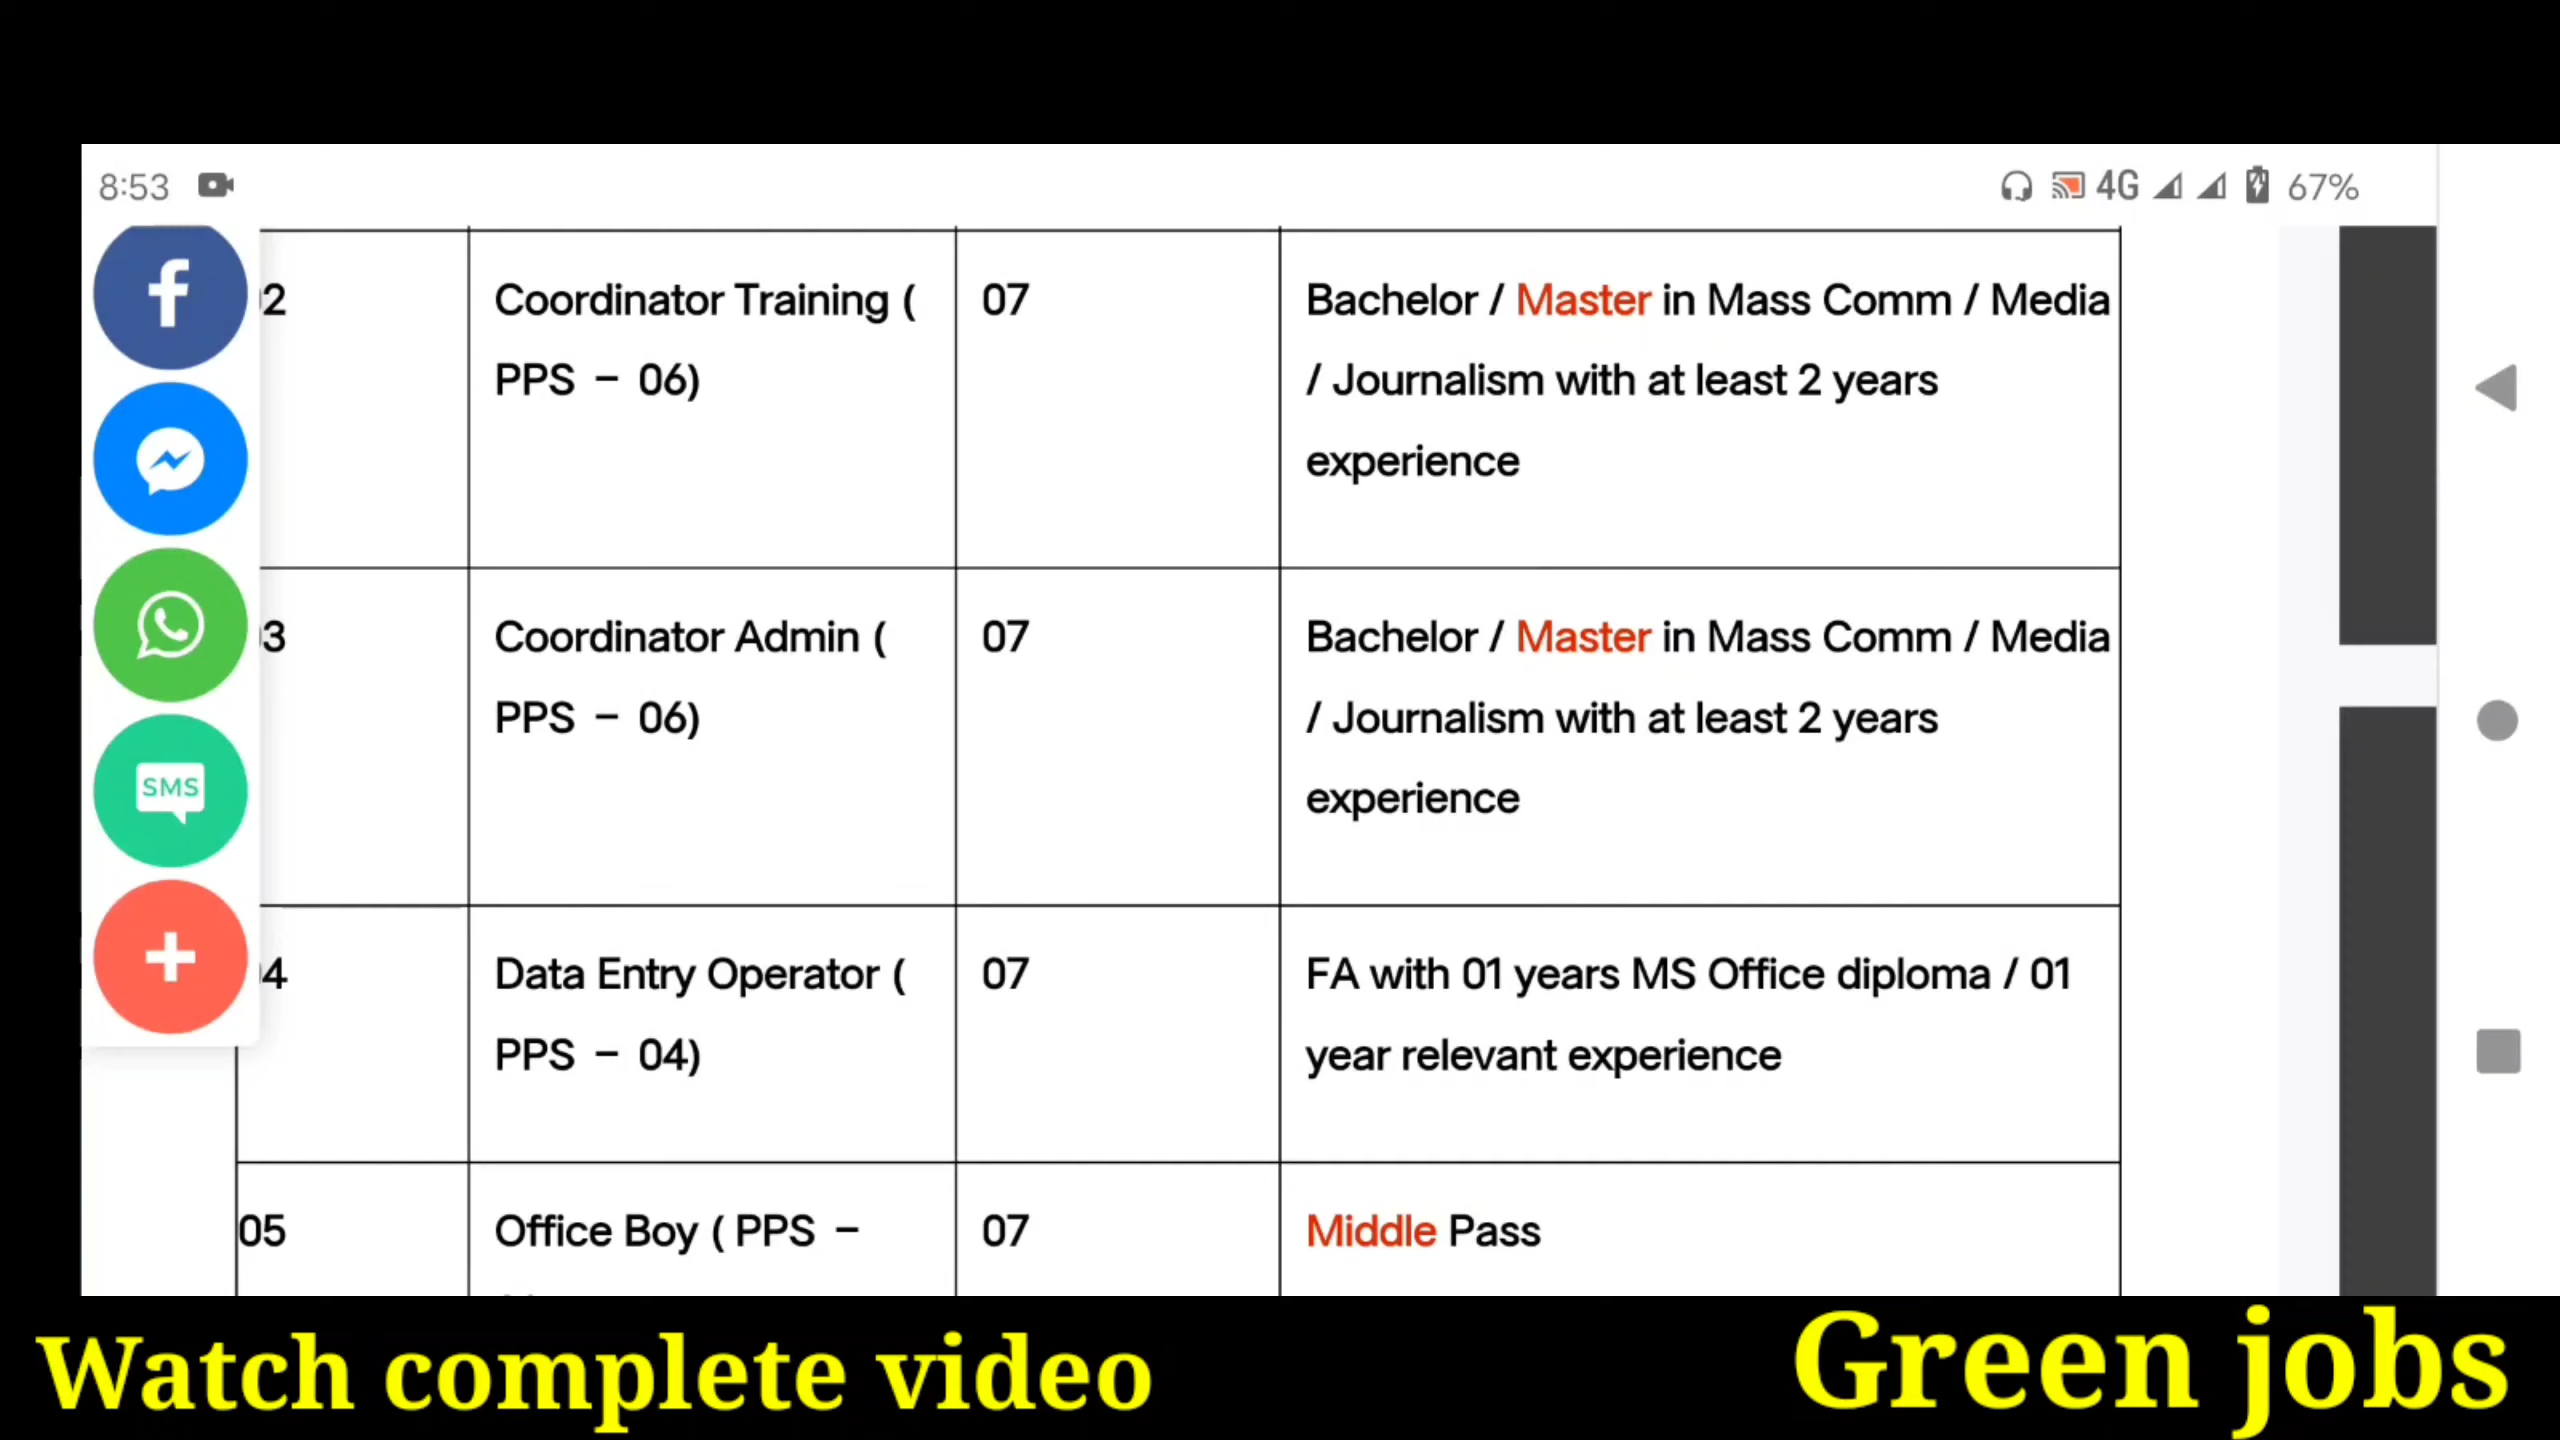 8:53 4G 67%
2 Coordinator Training ( 07 Bachelor / Master in Mass Comm / Media
PPS – 06) / Journalism with at least 2 years
experience
3 Coordinator Admin ( 07 Bachelor / Master in Mass Comm / Media
PPS – 06) / Journalism with at least 2 years
experience
SMS
4 Data Entry Operator ( 07 FA with 01 years MS Office diploma / 01
PPS – 04) year relevant experience
05 Office Boy ( PPS – 07 Middle Pass
Watch complete video Green jobs